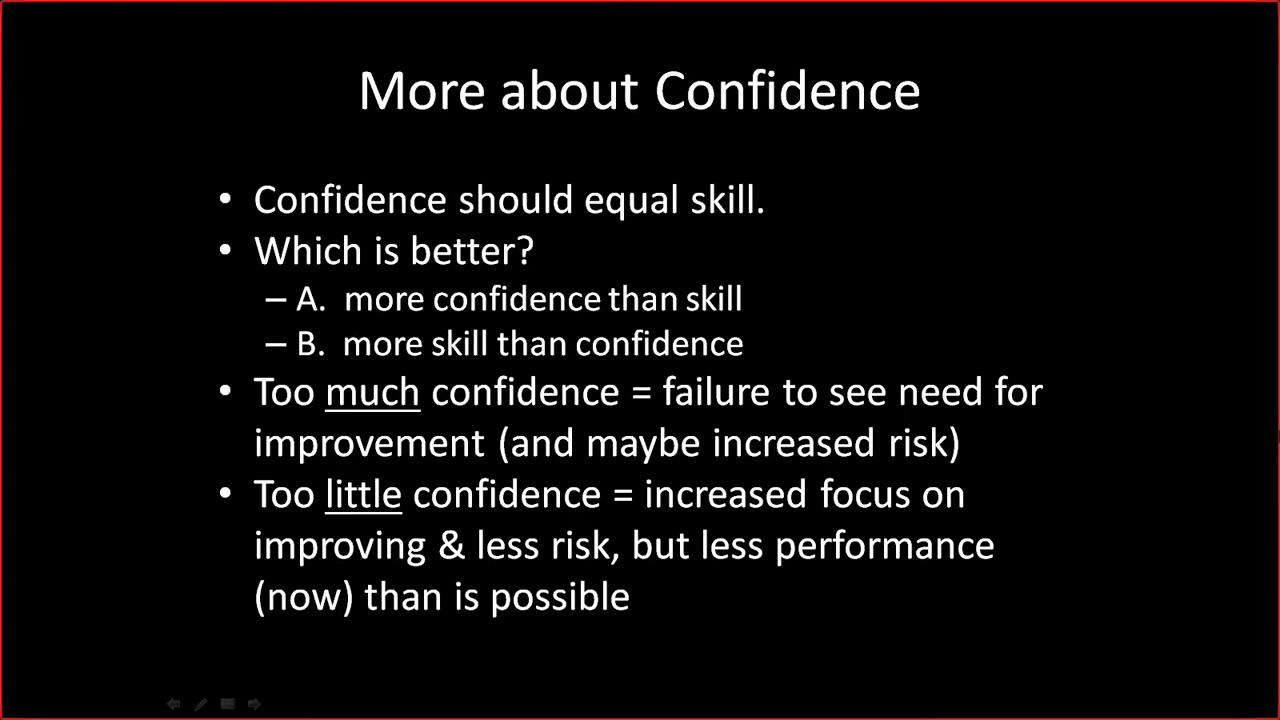 More about Confidence
• Confidence should equal skill.
• Which is better?
– A. more confidence than skill
– B. more skill than confidence
• Too much confidence = failure to see need for
improvement (and maybe increased risk)
• Too little confidence = increased focus on
improving & less risk, but less performance
(now) than is possible